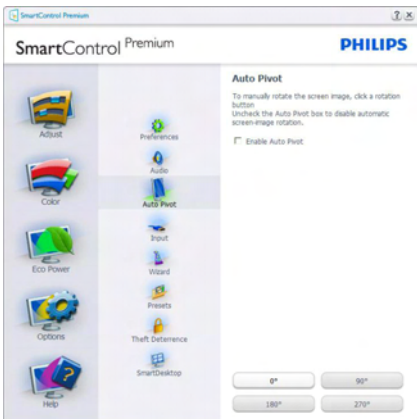 SmartControl Premium
SmartControl Premium
PHILIPS
Adjust
Color
Eco Power
Options
Help
Preferences
Audio
Auto Pivot
Input
Wizard
Presets
Theft Deterrence
SmartDesktop
Auto Pivot
To manually rotate the screen image, click a rotation
button
Uncheck the Auto Pivot box to disable automatic
screen-image rotation.
Enable Auto Pivot
0°
90°
180°
270°